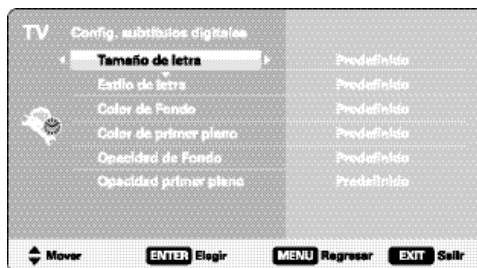 TV Config. subtítulos digitales
Tamaño de letra Predefinido
Estilo de letra Predefinido
Color de Fondo Predefinido
Color de primer plano Predefinido
Opacidad de Fondo Predefinido
Opacidad primer plano Predefinido
Mover ENTER Elegir MENU Regresar EXIT Salir